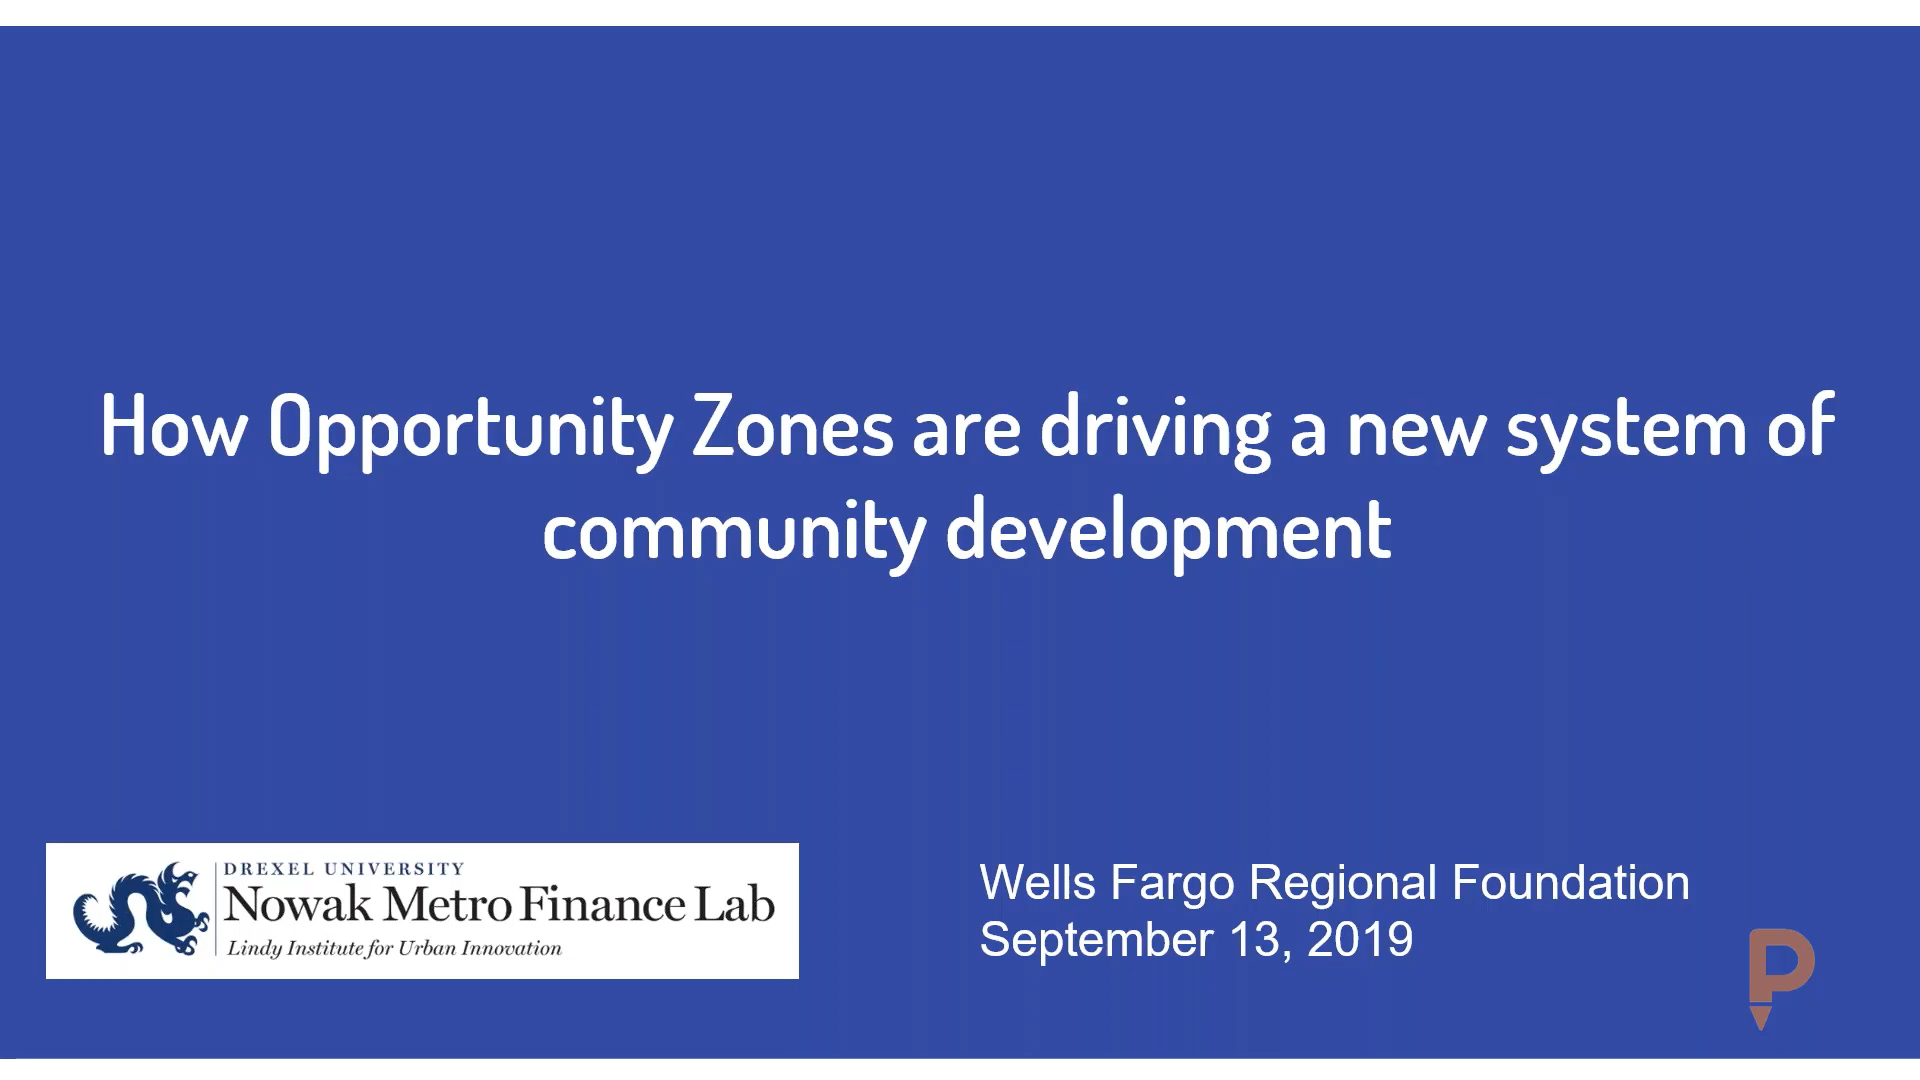 How Opportunity Zones are driving a new system of
community development
DREXEL UNIVERSITY
Nowak Metro Finance Lab
Lindy Institute for Urban Innovation
Wells Fargo Regional Foundation
September 13, 2019
P